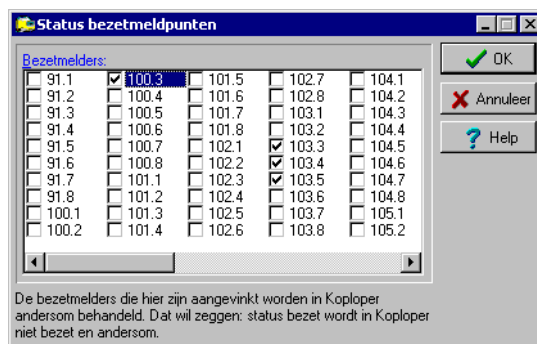 Status bezetmeldpunten
Bezetmelders:
91.1 100.3 101.5 102.7 104.1
91.2 100.4 101.6 102.8 104.2
91.3 100.5 101.7 103.1 104.3
91.4 100.6 101.8 103.2 104.4
91.5 100.7 102.1 103.3 104.5
91.6 100.8 102.2 103.4 104.6
91.7 101.1 102.3 103.5 104.7
91.8 101.2 102.4 103.6 104.8
100.1 101.3 102.5 103.7 105.1
100.2 101.4 102.6 103.8 105.2
OK
Annuleer
Help
De bezetmelders die hier zijn aangevinkt worden in Koploper
andersom behandeld. Dat wil zeggen: status bezet wordt in Koploper
niet bezet en andersom.